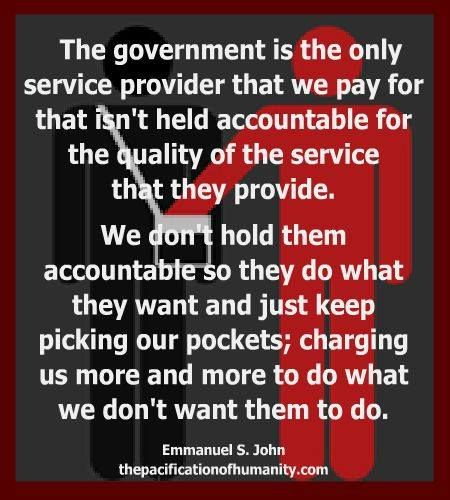 The government is the only
service provider that we pay for
that isn't held accountable for
the quality of the service
that they provide.
We don't hold them
accountable so they do what
they want and just keep
picking our pockets; charging
us more and more to do what
we don't want them to do.
Emmanuel S. John
thepacificationofhumanity.com